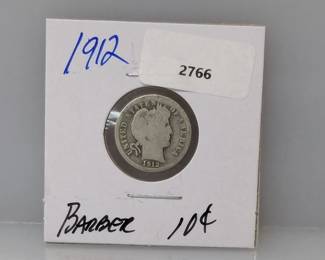 1912
2766
UNITED STATES OF AMERICA
1912
BARBER 10¢